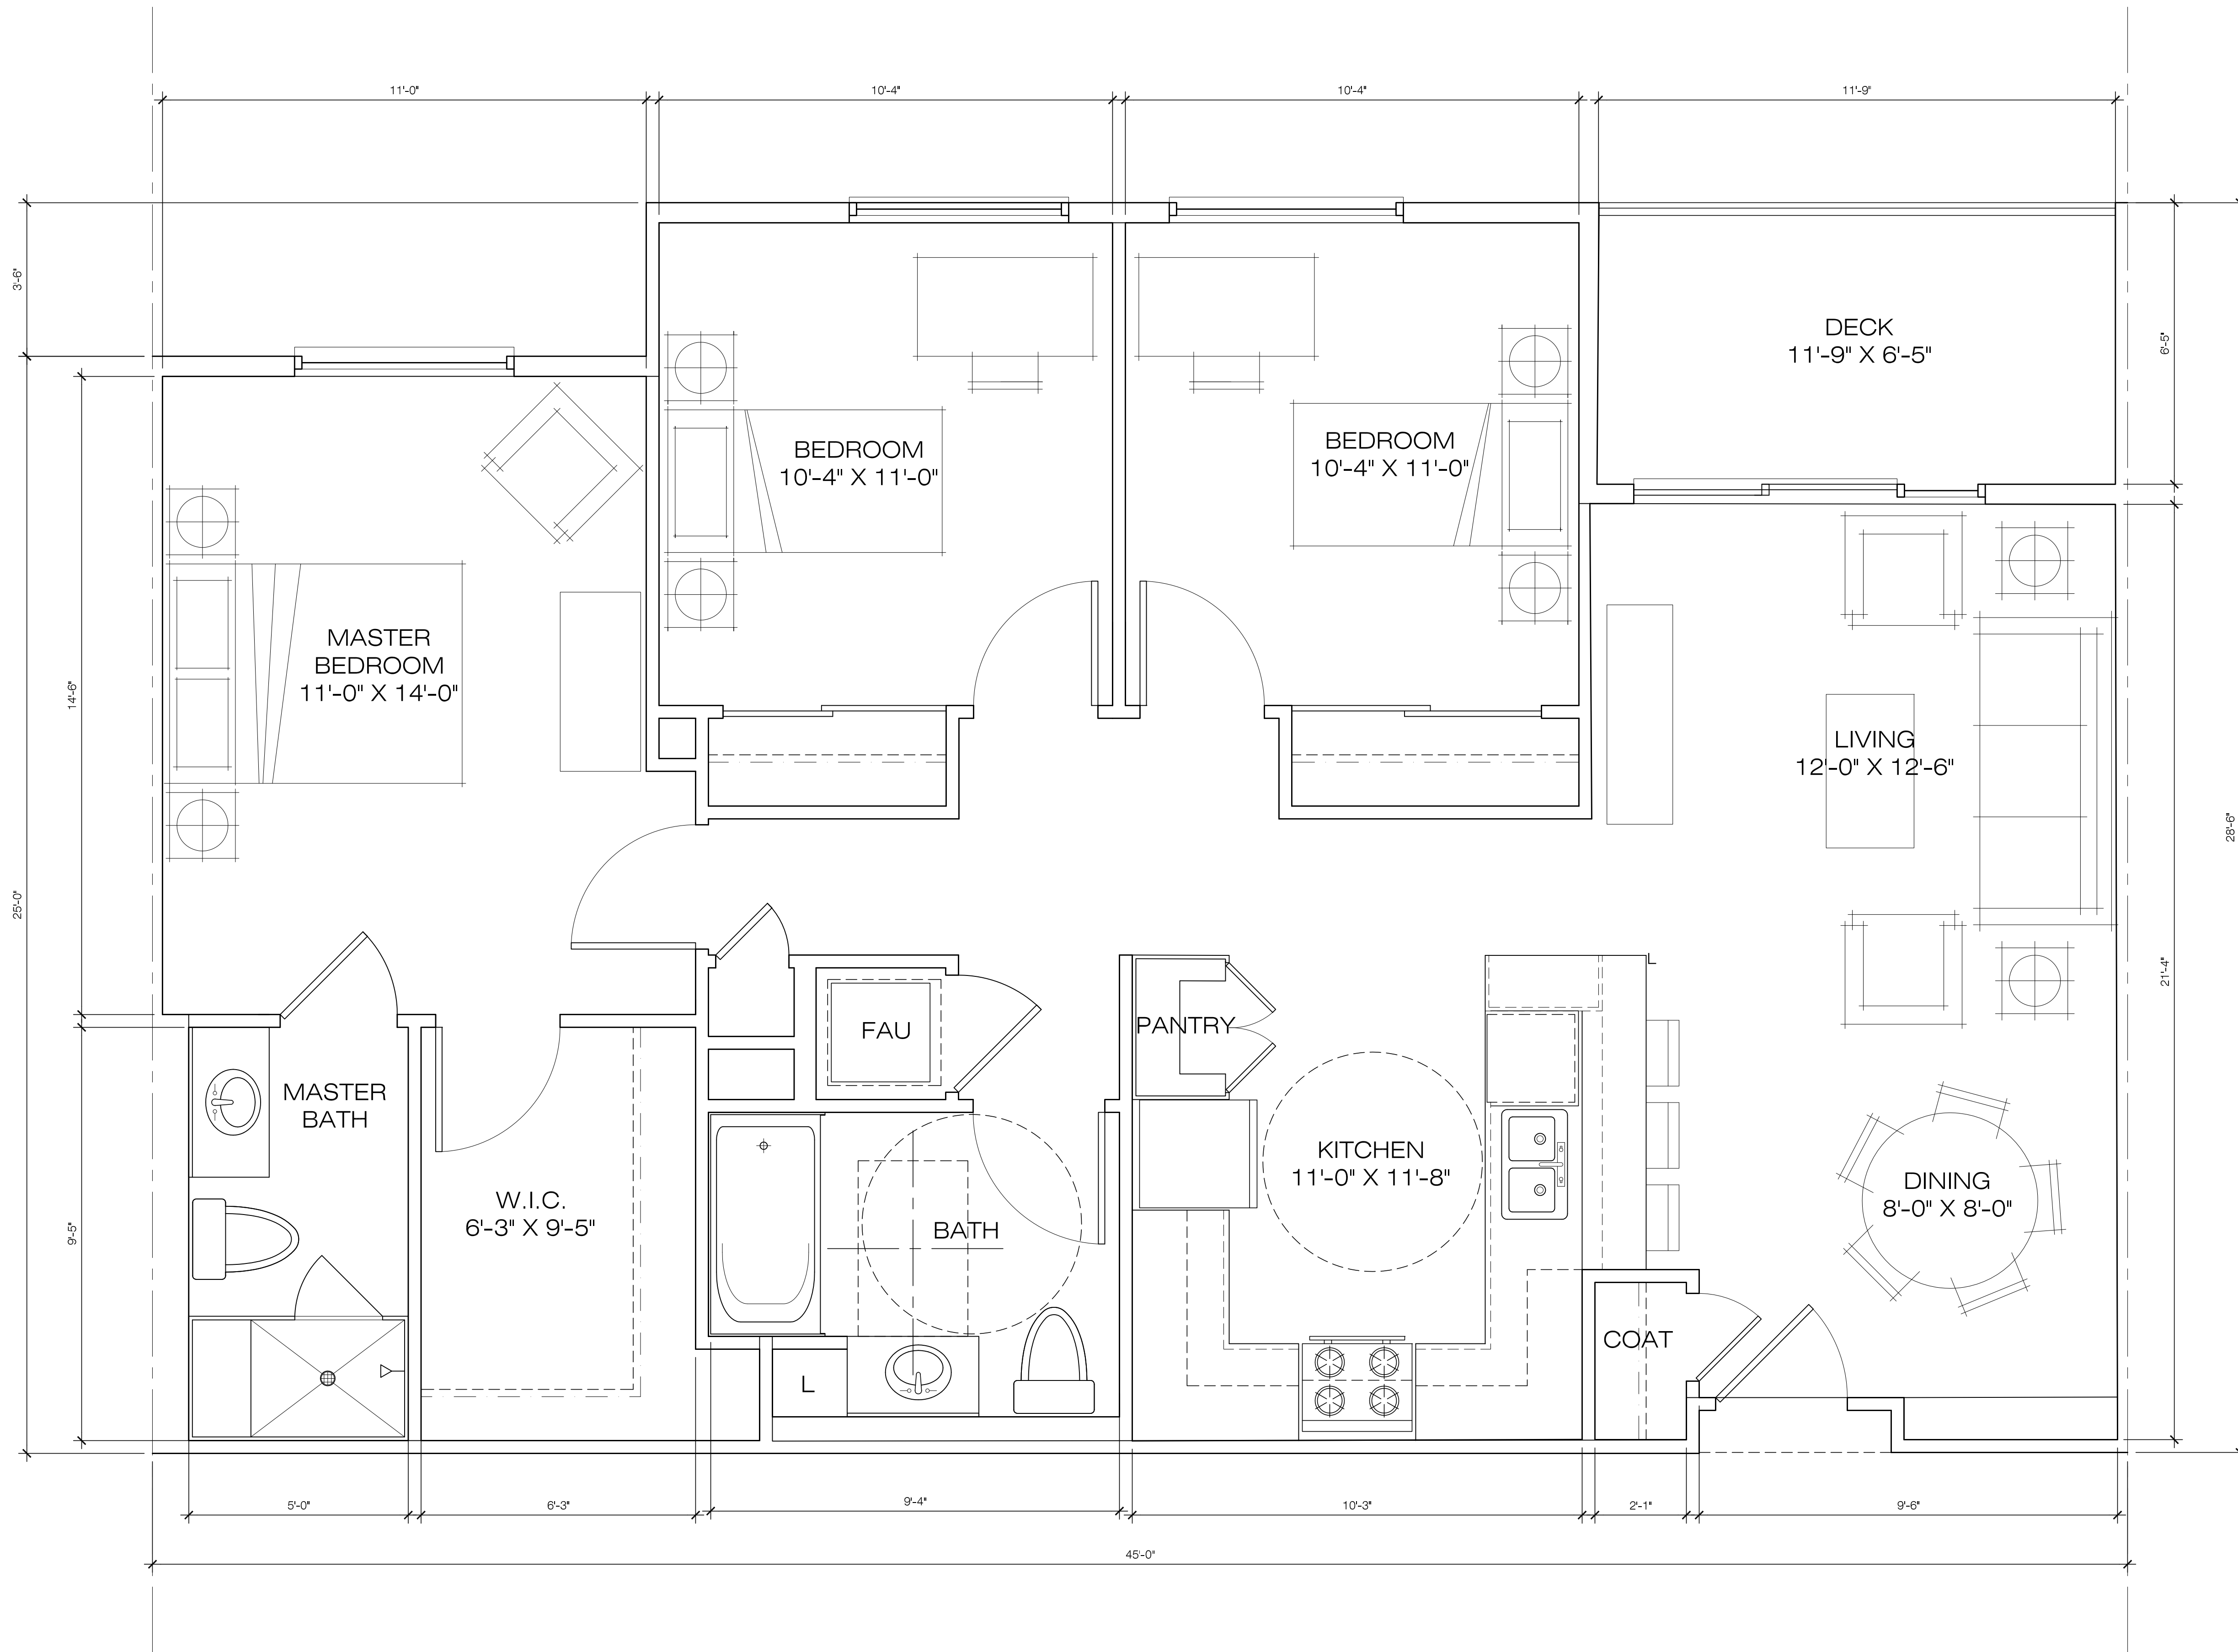 11'-0"
10'-4"
10'-4"
11'-9"
3'-6"
6'-5"
DECK
11'-9" X 6'-5"
BEDROOM
10'-4" X 11'-0"
BEDROOM
10'-4" X 11'-0"
MASTER
BEDROOM
11'-0" X 14'-0"
14'-6"
LIVING
12'-0" X 12'-6"
28'-6"
25'-0"
21'-4"
L
FAU
PANTRY
MASTER
BATH
KITCHEN
11'-0" X 11'-8"
DINING
8'-0" X 8'-0"
W.I.C.
6'-3" X 9'-5"
BATH
9'-5"
COAT
L
5'-0"
6'-3"
9'-4"
10'-3"
2'-1"
9'-6"
45'-0"